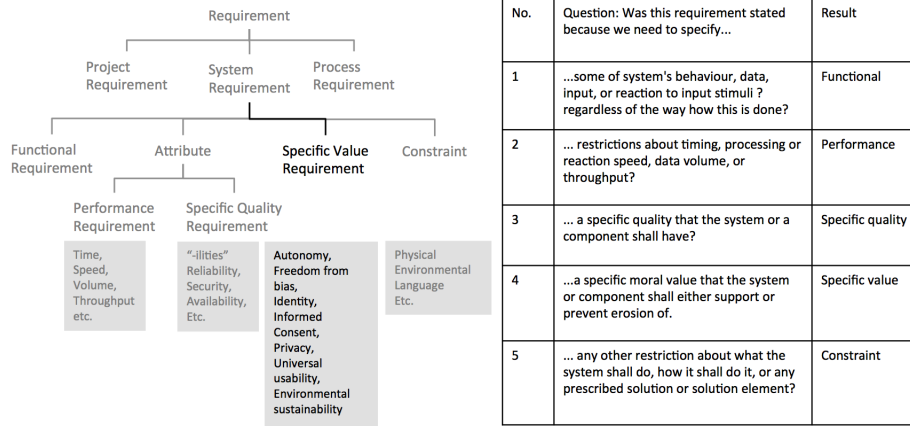 Requirement
Project
Requirement
System
Requirement
Process
Requirement
Functional
Requirement
Attribute
Specific Value
Requirement
Constraint
Performance
Requirement
Specific Quality
Requirement
Time,
Speed,
Volume,
Throughput
etc.
“-ilities”
Reliability,
Security,
Availability,
Etc.
Autonomy,
Freedom from
bias,
Identity,
Informed
Consent,
Privacy,
Universal
usability,
Environmental
sustainability
Physical
Environmental
Language
Etc.
No.
Question: Was this requirement stated
because we need to specify...
Result
1
...some of system's behaviour, data,
input, or reaction to input stimuli ?
regardless of the way how this is done?
Functional
2
... restrictions about timing, processing or
reaction speed, data volume, or
throughput?
Performance
3
... a specific quality that the system or a
component shall have?
Specific quality
4
...a specific moral value that the system
or component shall either support or
prevent erosion of.
Specific value
5
... any other restriction about what the
system shall do, how it shall do it, or any
prescribed solution or solution element?
Constraint